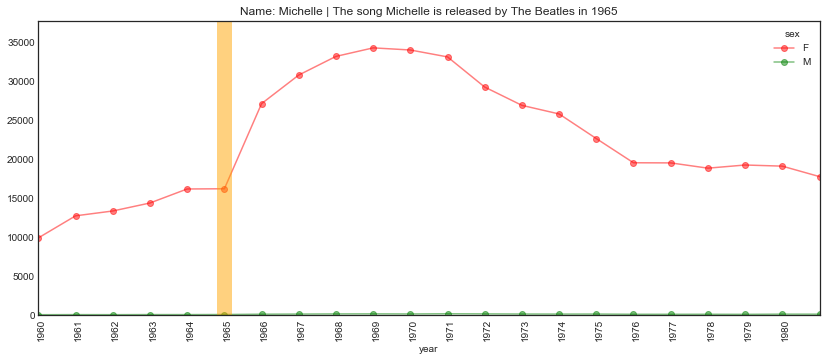 Name: Michelle | The song Michelle is released by The Beatles in 1965
sex
F
M
35000
30000
25000
20000
15000
10000
5000
0
1960 1961 1962 1963 1964 1965 1966 1967 1968 1969 1970 1971 1972 1973 1974 1975 1976 1977 1978 1979 1980
year